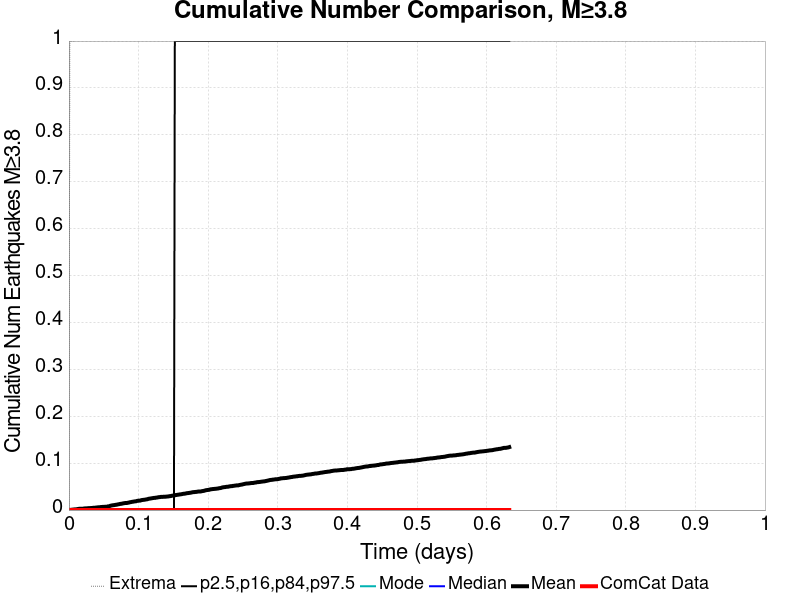 Cumulative Number Comparison, M≥3.8
Cumulative Num Earthquakes M≥3.8
1
0.9
0.8
0.7
0.6
0.5
0.4
0.3
0.2
0.1
0
0 0.1 0.2 0.3 0.4 0.5 0.6 0.7 0.8 0.9 1
Time (days)
Extrema p2.5,p16,p84,p97.5 Mode Median Mean ComCat Data